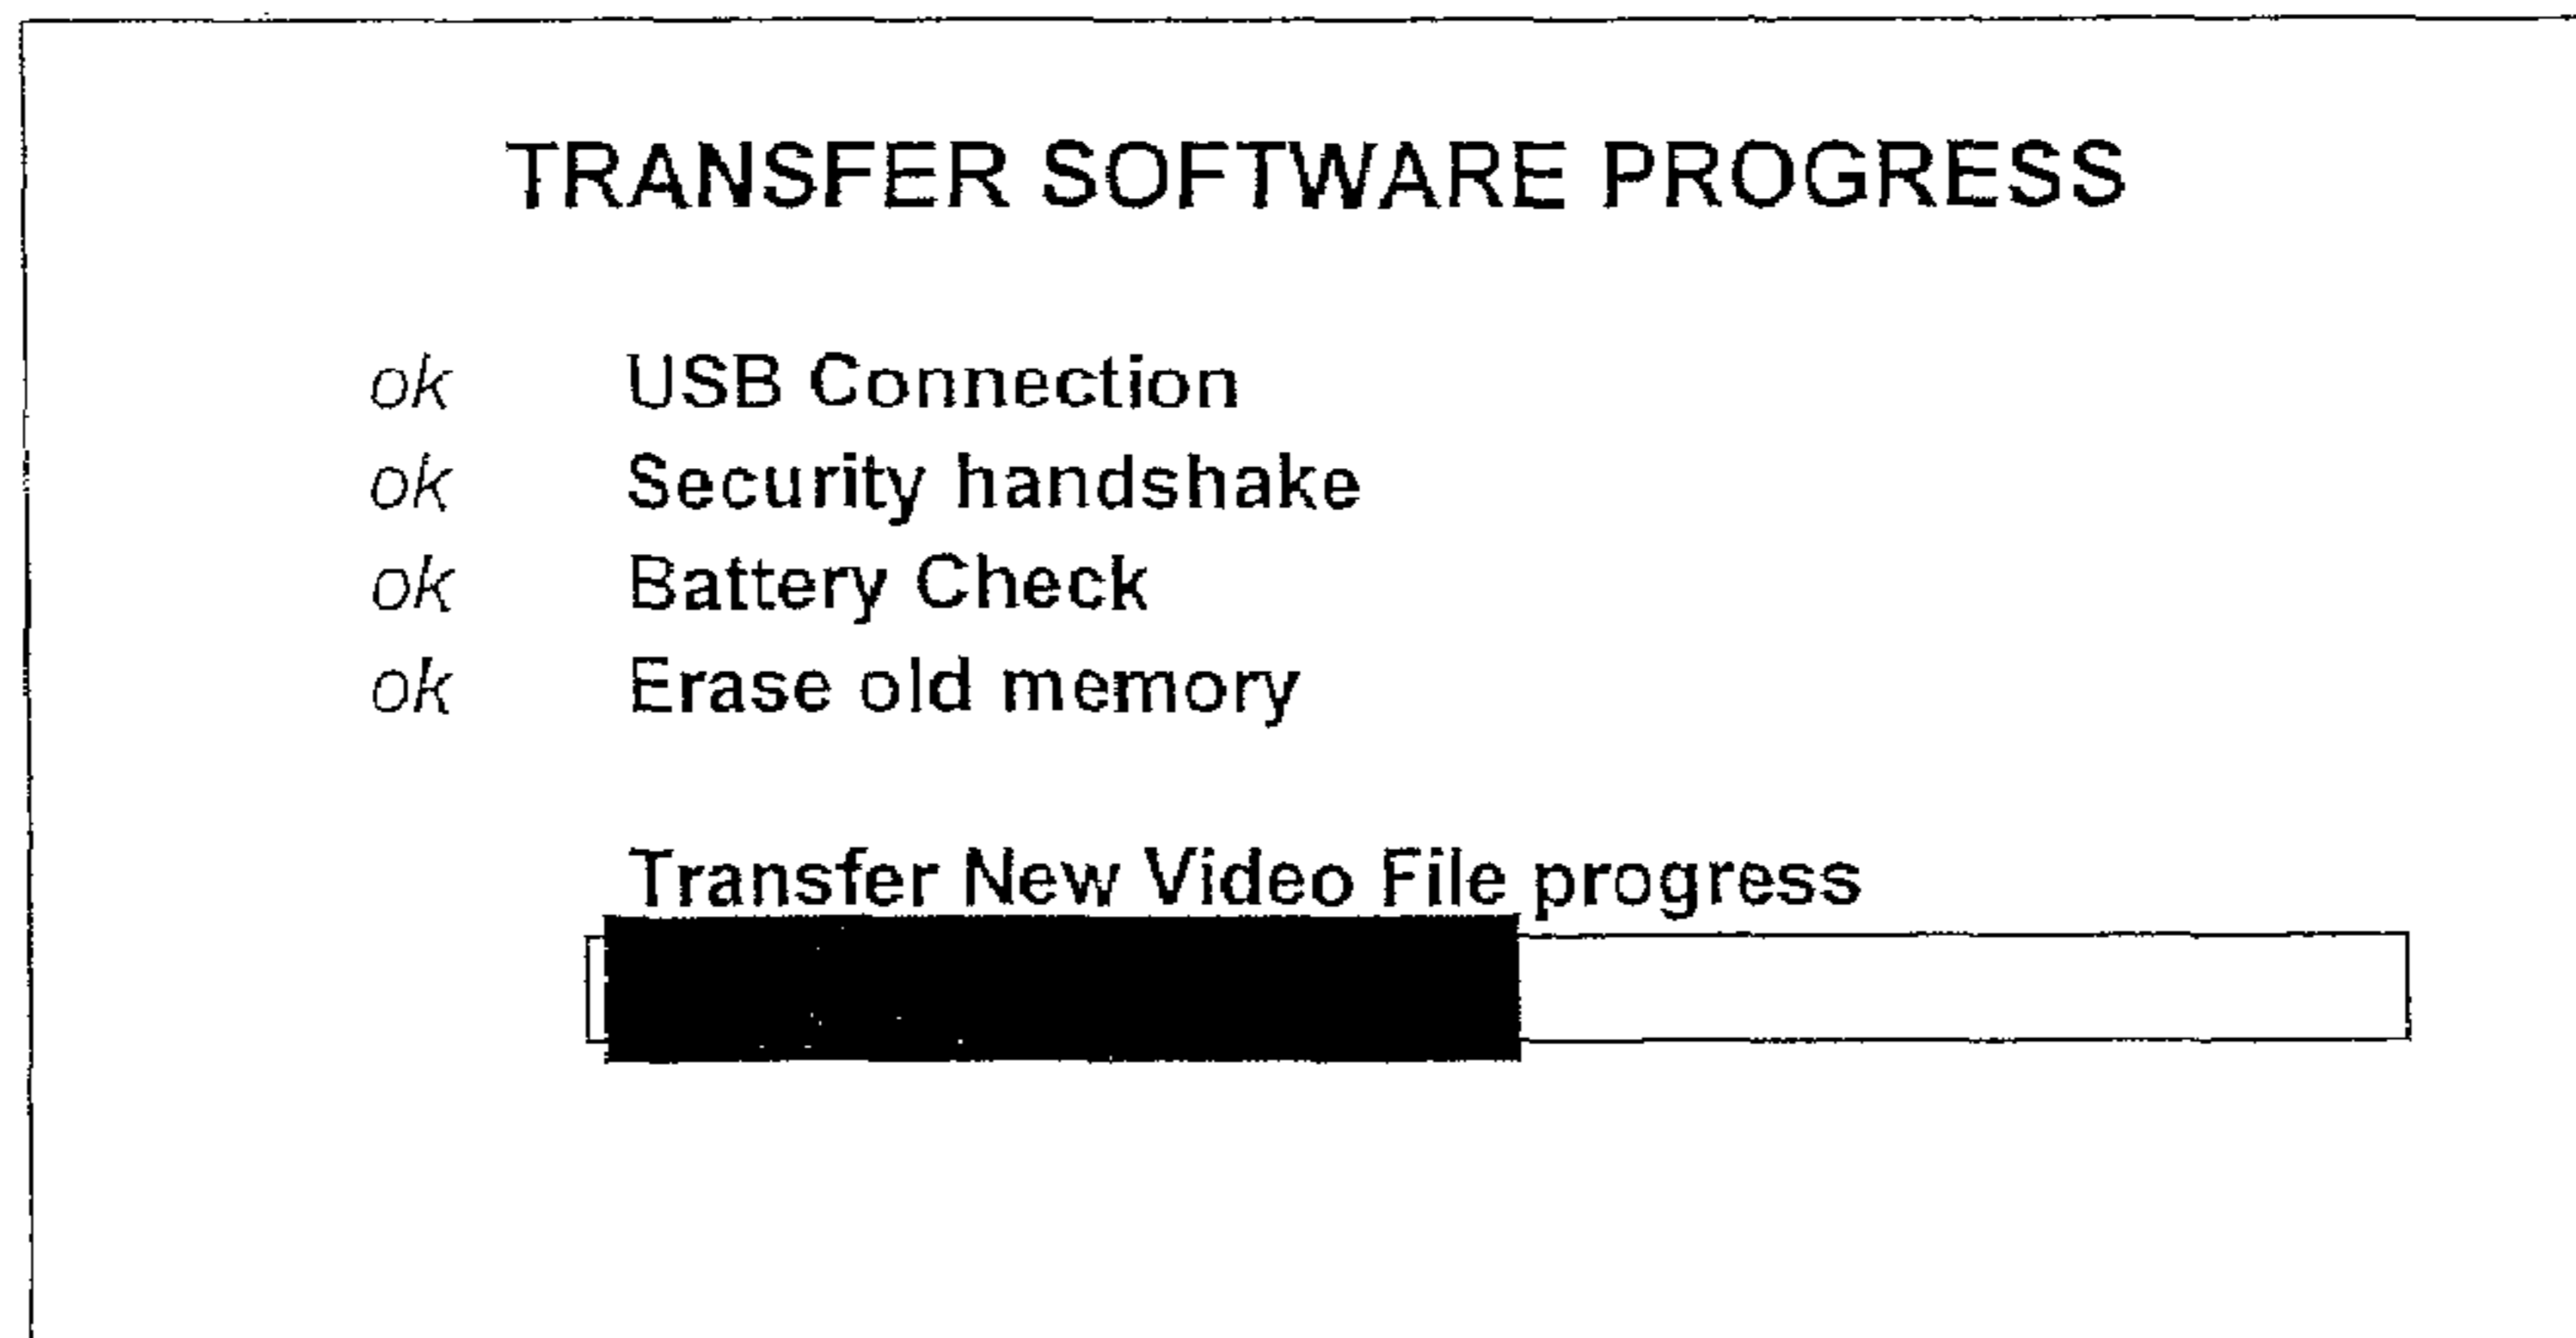 TRANSFER SOFTWARE PROGRESS
ok USB Connection
ok Security handshake
ok Battery Check
ok Erase old memory
Transfer New Video File progress